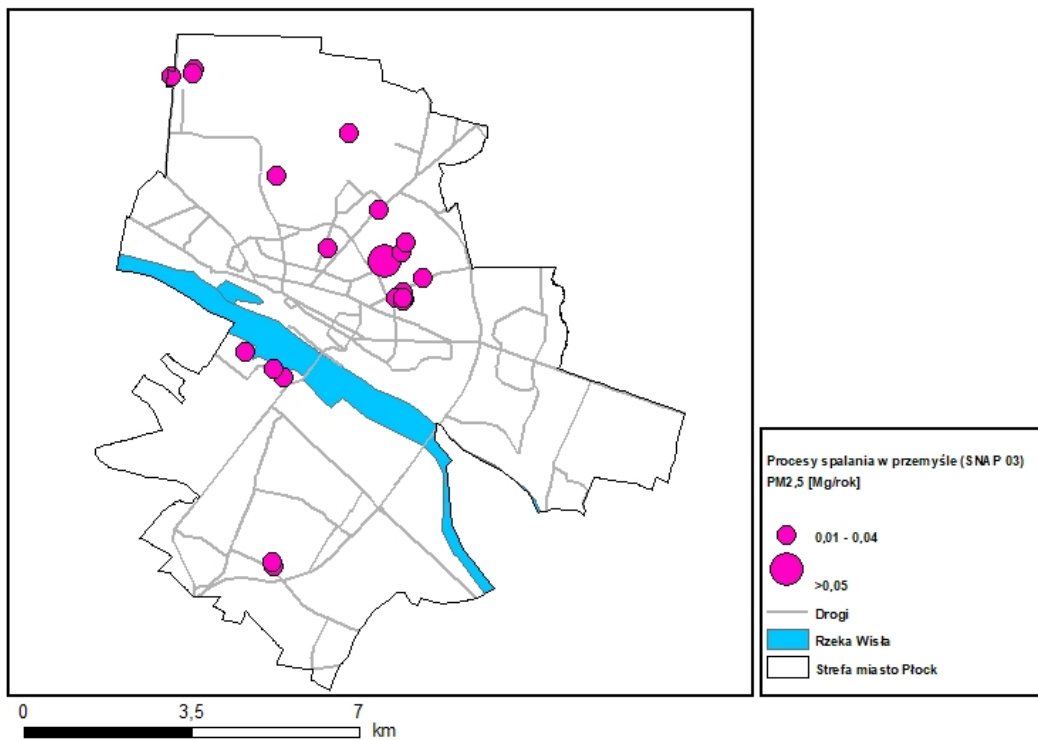 Procesy spalania w przemyśle (SNAP 03)
PM2,5 [Mg/rok]
0,01 - 0,04
>0,05
Drogi
Rzeka Wisła
Strefa miasto Płock
0 3,5 7
km